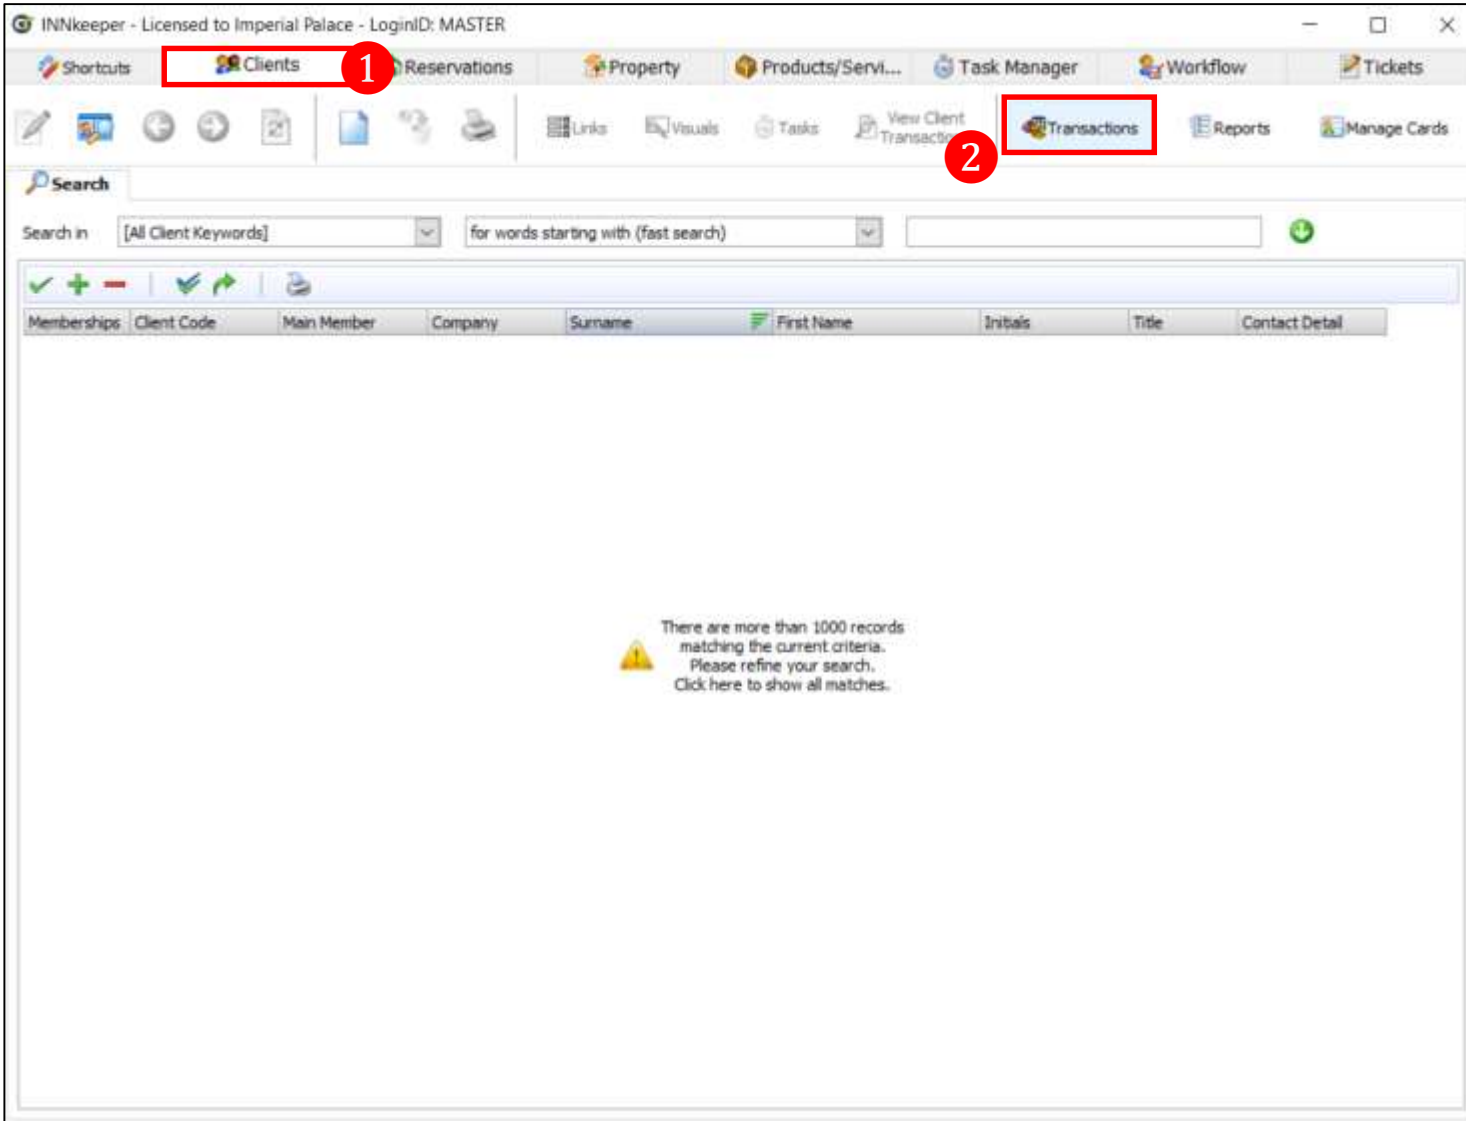 INNkeeper - Licensed to Imperial Palace - LoginID: MASTER
Shortcuts Clients 1 Reservations Property Products/Servi... Task Manager Workflow Tickets
Links Visuals Tasks View Client Transactions Reports Manage Cards
2
Search
Search in [All Client Keywords] for words starting with (fast search)
Memberships Client Code Main Member Company Surname First Name Initials Title Contact Detail
There are more than 1000 records
matching the current criteria.
Please refine your search.
Click here to show all matches.